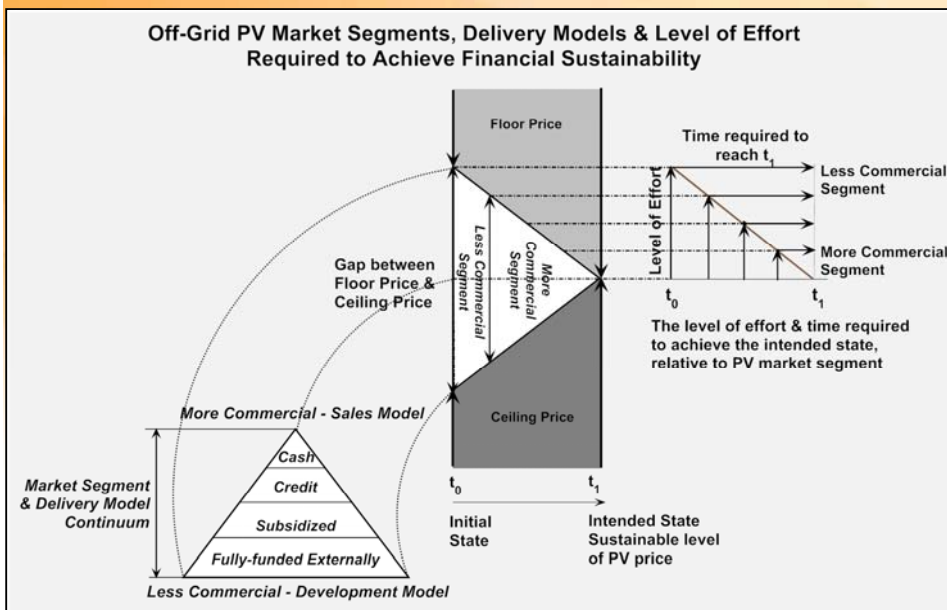 Off-Grid PV Market Segments, Delivery Models & Level of Effort
Required to Achieve Financial Sustainability
Floor Price
Time required to
reach t1
Less Commercial
Segment
Level of Effort
More Commercial
Segment
t0
t1
Gap between
Floor Price &
Ceiling Price
Segment
Less Commercial
Segment
More
Commercial
Segment
The level of effort & time required
to achieve the intended state,
relative to PV market segment
Ceiling Price
More Commercial - Sales Model
Cash
Credit
Subsidized
Fully-funded Externally
Market Segment
& Delivery Model
Continuum
Less Commercial - Development Model
t0
t1
Initial
State
Intended State
Sustainable level
of PV price